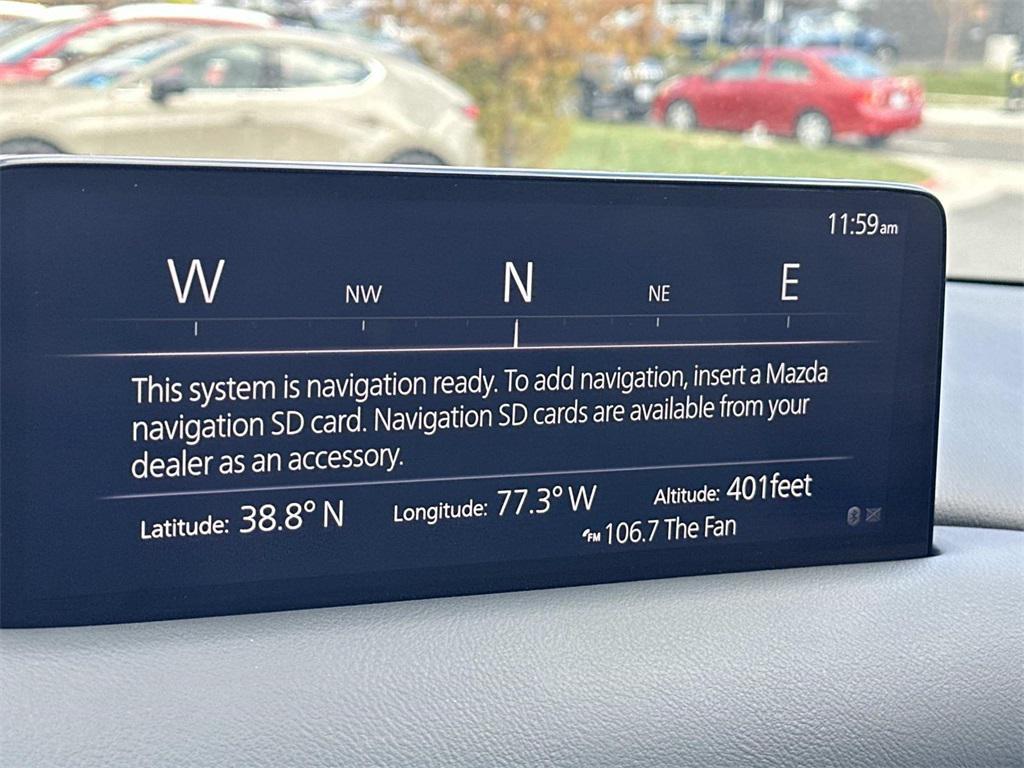 11:59am
W NW N NE E
This system is navigation ready. To add navigation, insert a Mazda
navigation SD card. Navigation SD cards are available from your
dealer as an accessory.
Latitude: 38.8° N Longitude: 77.3° W Altitude: 401feet
FM 106.7 The Fan